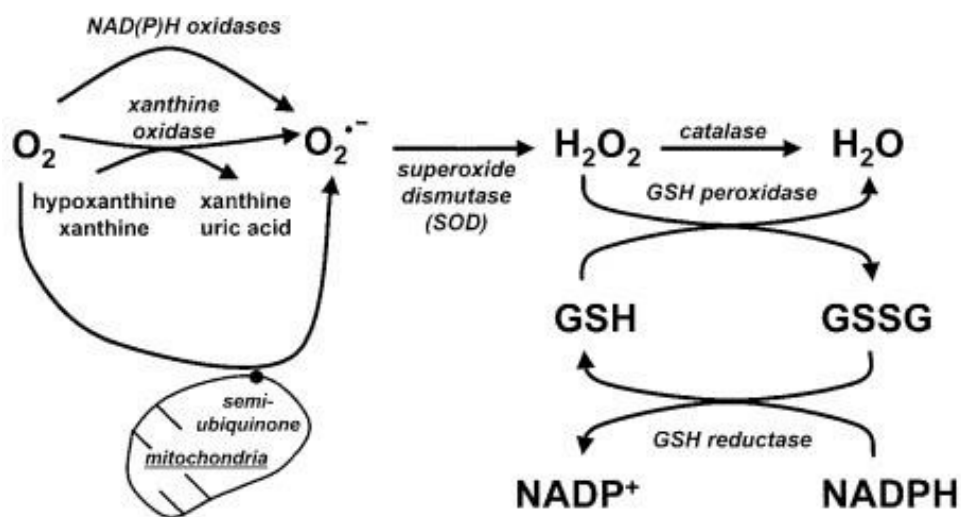 NAD(P)H oxidases
xanthine
oxidase
O₂
O₂•⁻
hypoxanthine
xanthine
xanthine
uric acid
superoxide
dismutase
(SOD)
H₂O₂
catalase
H₂O
GSH peroxidase
GSH
GSSG
semi-
ubiquinone
mitochondria
GSH reductase
NADP⁺
NADPH